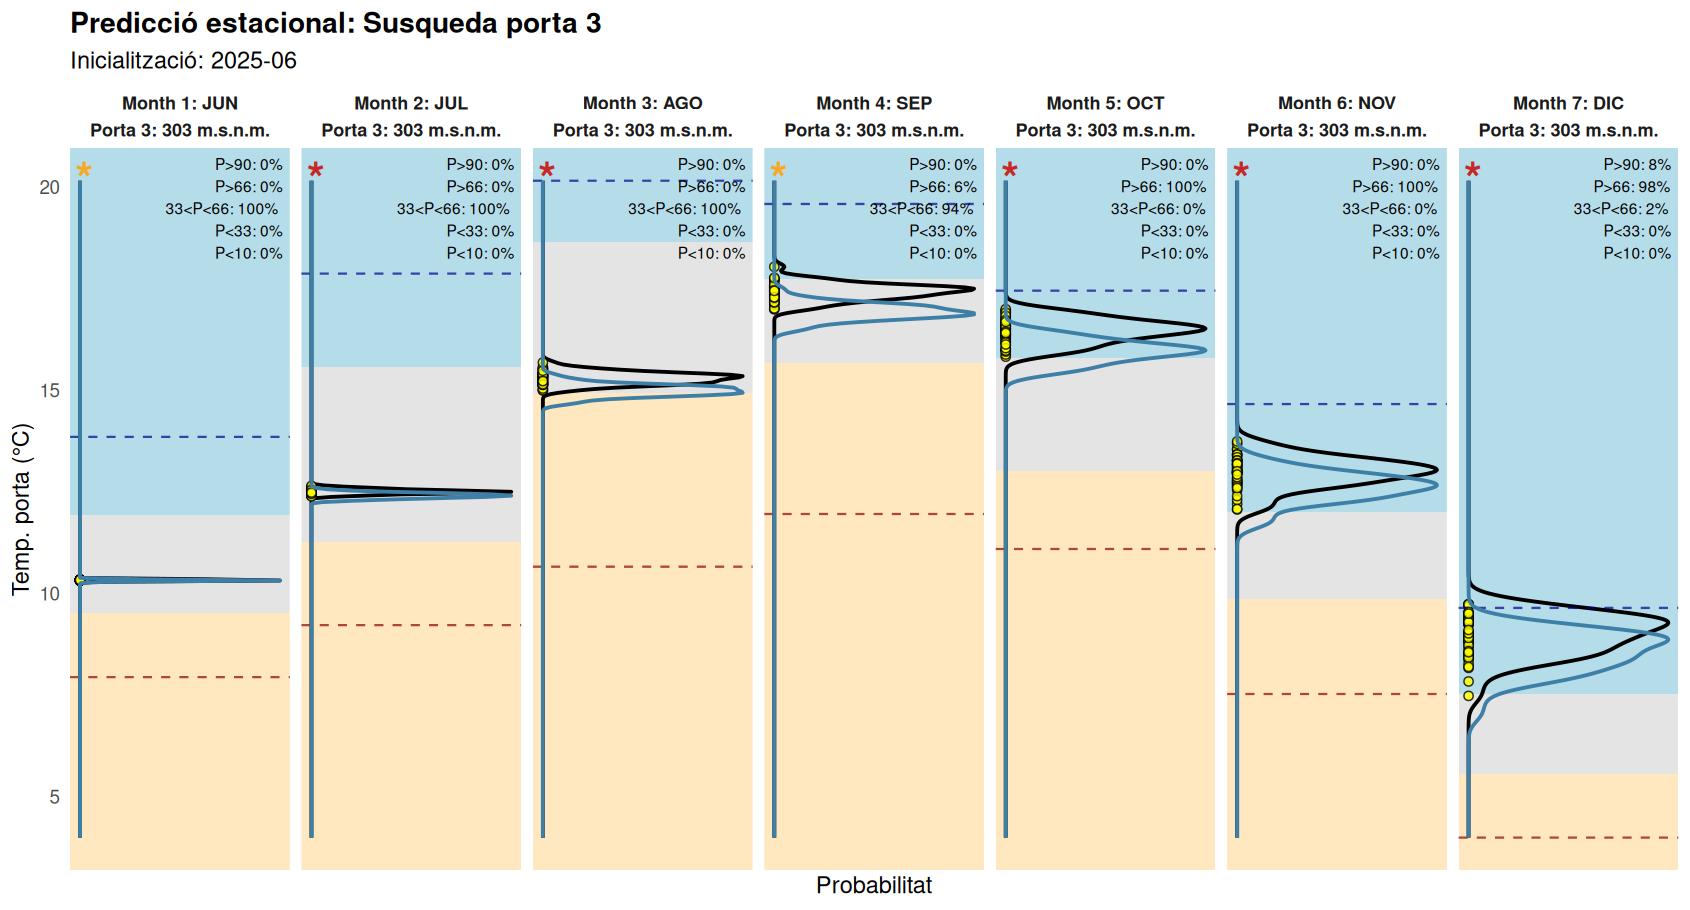 Predicció estacional: Susqueda porta 3
Inicialització: 2025-06
Month 1: JUN
Porta 3: 303 m.s.n.m.
Month 2: JUL
Porta 3: 303 m.s.n.m.
Month 3: AGO
Porta 3: 303 m.s.n.m.
Month 4: SEP
Porta 3: 303 m.s.n.m.
Month 5: OCT
Porta 3: 303 m.s.n.m.
Month 6: NOV
Porta 3: 303 m.s.n.m.
Month 7: DIC
Porta 3: 303 m.s.n.m.
*
P>90: 0%
P>66: 0%
33<P<66: 100%
P<33: 0%
P<10: 0%
*
P>90: 0%
P>66: 0%
33<P<66: 100%
P<33: 0%
P<10: 0%
*
P>90: 0%
P>66: 0%
33<P<66: 100%
P<33: 0%
P<10: 0%
*
P>90: 0%
P>66: 6%
33<P<66: 94%
P<33: 0%
P<10: 0%
*
P>90: 0%
P>66: 100%
33<P<66: 0%
P<33: 0%
P<10: 0%
*
P>90: 0%
P>66: 100%
33<P<66: 0%
P<33: 0%
P<10: 0%
*
P>90: 8%
P>66: 98%
33<P<66: 2%
P<33: 0%
P<10: 0%
20
15
10
5
Temp. porta (°C)
Probabilitat